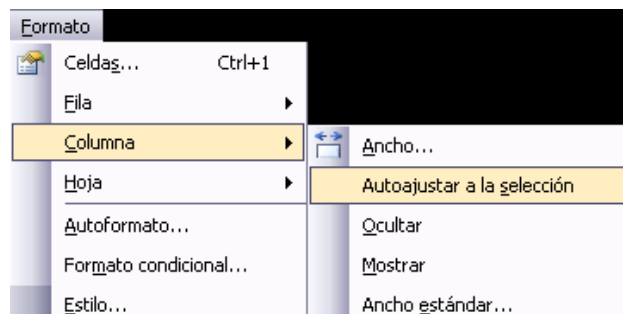 Formato
Celdas... Ctrl+1
Fila
Columna
Hoja
Autoformato...
Formato condicional...
Estilo...
Ancho...
Autoajustar a la selección
Ocultar
Mostrar
Ancho estándar...